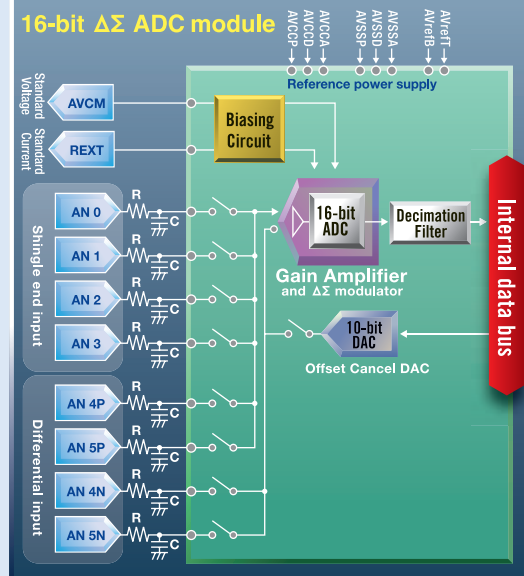 16-bit ΔΣ ADC module
AVCCP
AVCCD
AVCCA
AVSSP
AVSSD
AVSSA
AVrefB
AVrefT
Reference power supply
Standard
Voltage
AVCM
Standard
Current
REXT
Biasing
Circuit
Shingle end input
AN 0
R
C
AN 1
R
C
AN 2
R
C
AN 3
R
C
16-bit
ADC
Decimation
Filter
Internal data bus
Gain Amplifier
and ΔΣ modulator
10-bit
DAC
Offset Cancel DAC
Differential input
AN 4P
R
C
AN 5P
R
C
AN 4N
R
C
AN 5N
R
C